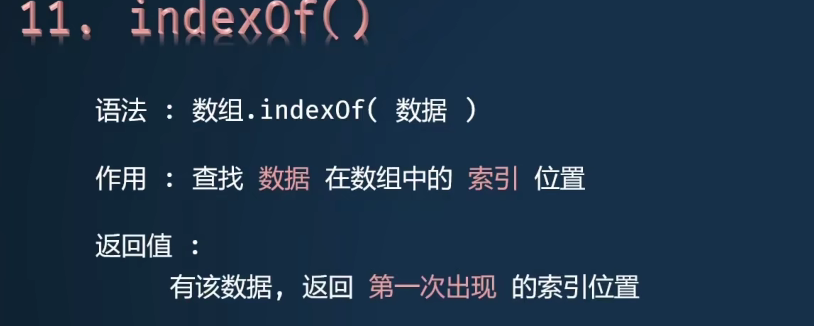 11. indexOf()
语法 : 数组.indexOf( 数据 )
作用 : 查找 数据 在数组中的 索引 位置
返回值 :
有该数据, 返回 第一次出现 的索引位置